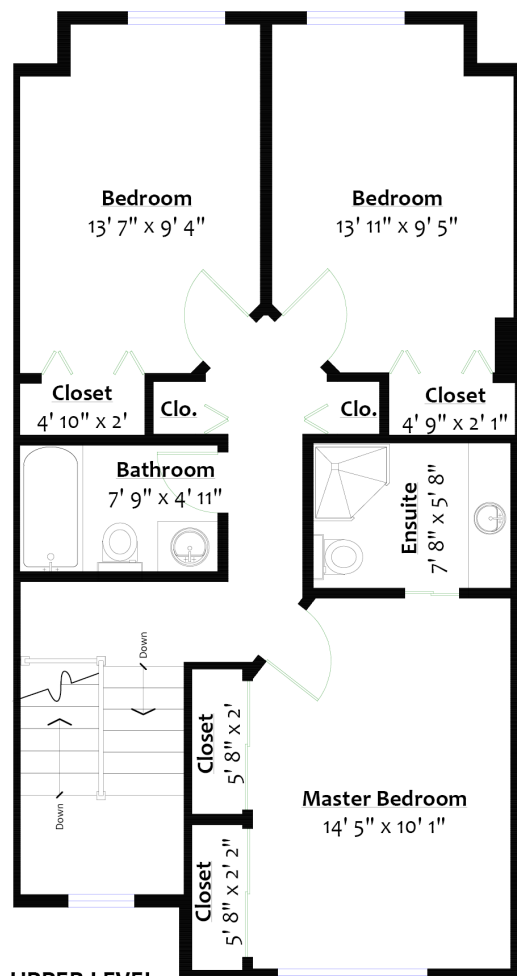 Bedroom
13' 7" x 9' 4"
Bedroom
13' 11" x 9' 5"
Closet
4' 10" x 2'
Clo.
Clo.
Closet
4' 9" x 2' 1"
Bathroom
7' 9" x 4' 11"
Ensuite
7' 8" x 5' 8"
Down
Down
Closet
5' 8" x 2'
Master Bedroom
14' 5" x 10' 1"
Closet
5' 8" x 2' 2"
UPPER LEVEL